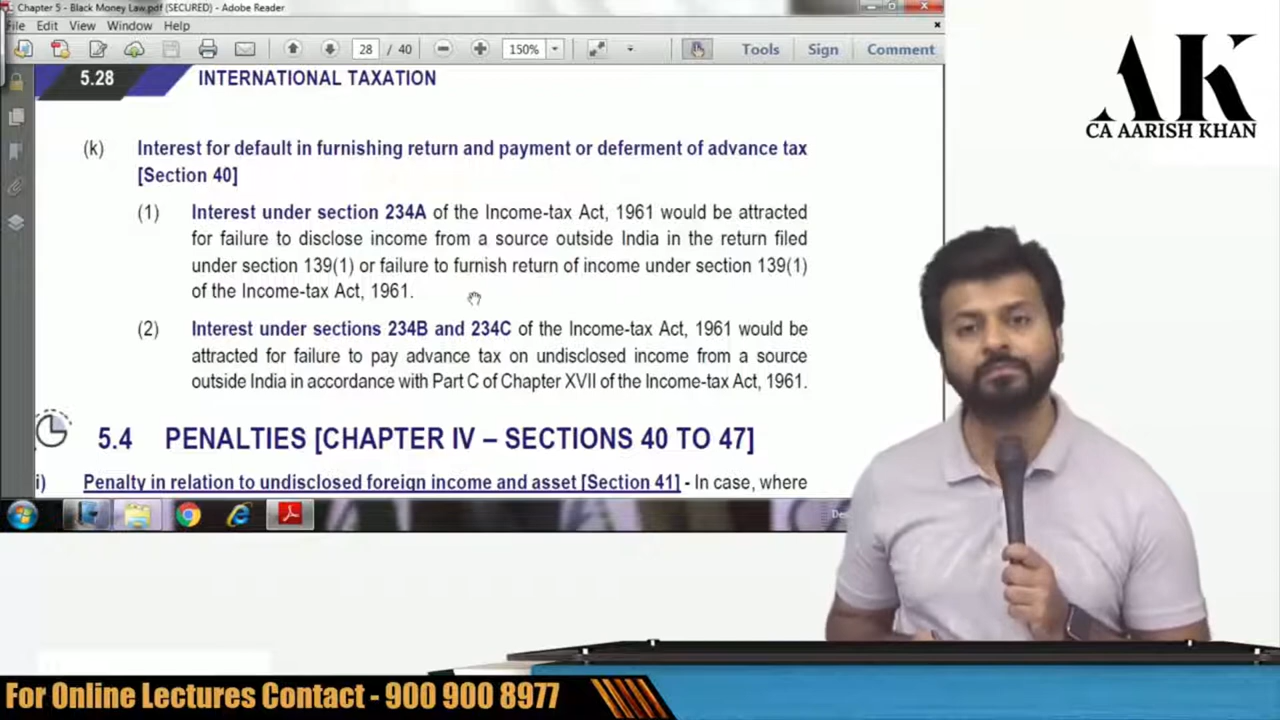 Chapter 5 - Black Money Law.pdf (SECURED) - Adobe Reader
File Edit View Window Help
28 / 40 150% Tools Sign Comment
5.28 INTERNATIONAL TAXATION
(k) Interest for default in furnishing return and payment or deferment of advance tax
[Section 40]
(1) Interest under section 234A of the Income-tax Act, 1961 would be attracted
for failure to disclose income from a source outside India in the return filed
under section 139(1) or failure to furnish return of income under section 139(1)
of the Income-tax Act, 1961.
(2) Interest under sections 234B and 234C of the Income-tax Act, 1961 would be
attracted for failure to pay advance tax on undisclosed income from a source
outside India in accordance with Part C of Chapter XVII of the Income-tax Act, 1961.
5.4 PENALTIES [CHAPTER IV – SECTIONS 40 TO 47]
i) Penalty in relation to undisclosed foreign income and asset [Section 41] - In case, where
AK
CA AARISH KHAN
For Online Lectures Contact - 900 900 8977